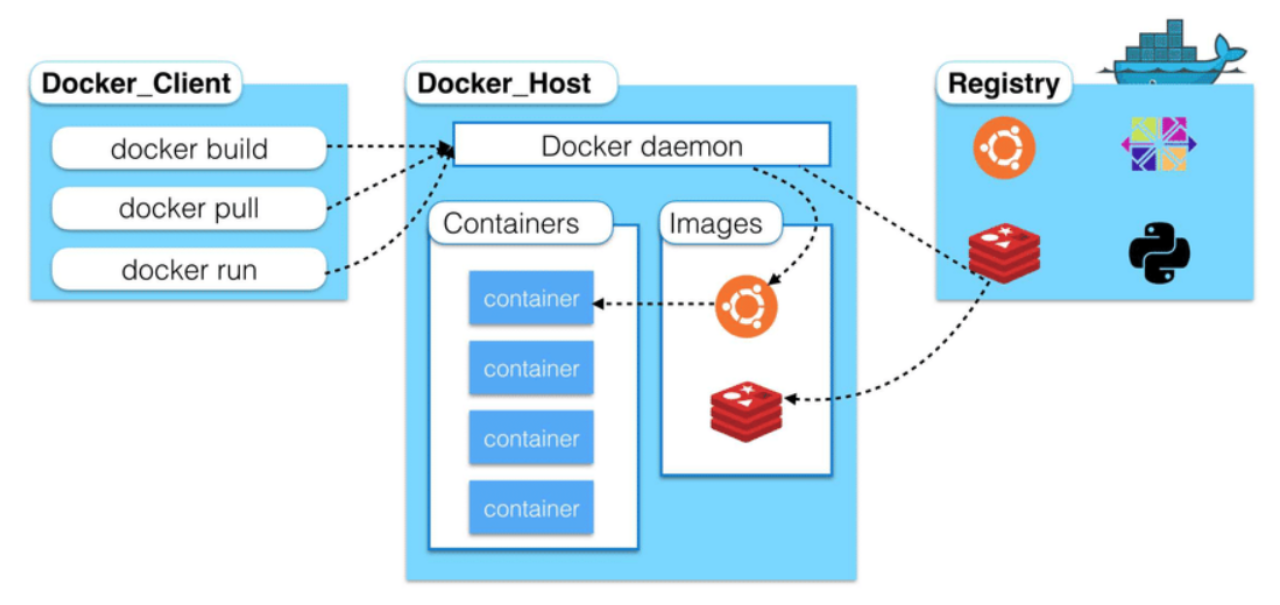 Docker_Client
docker build
docker pull
docker run
Docker_Host
Docker daemon
Containers
container
container
container
container
Images
Registry